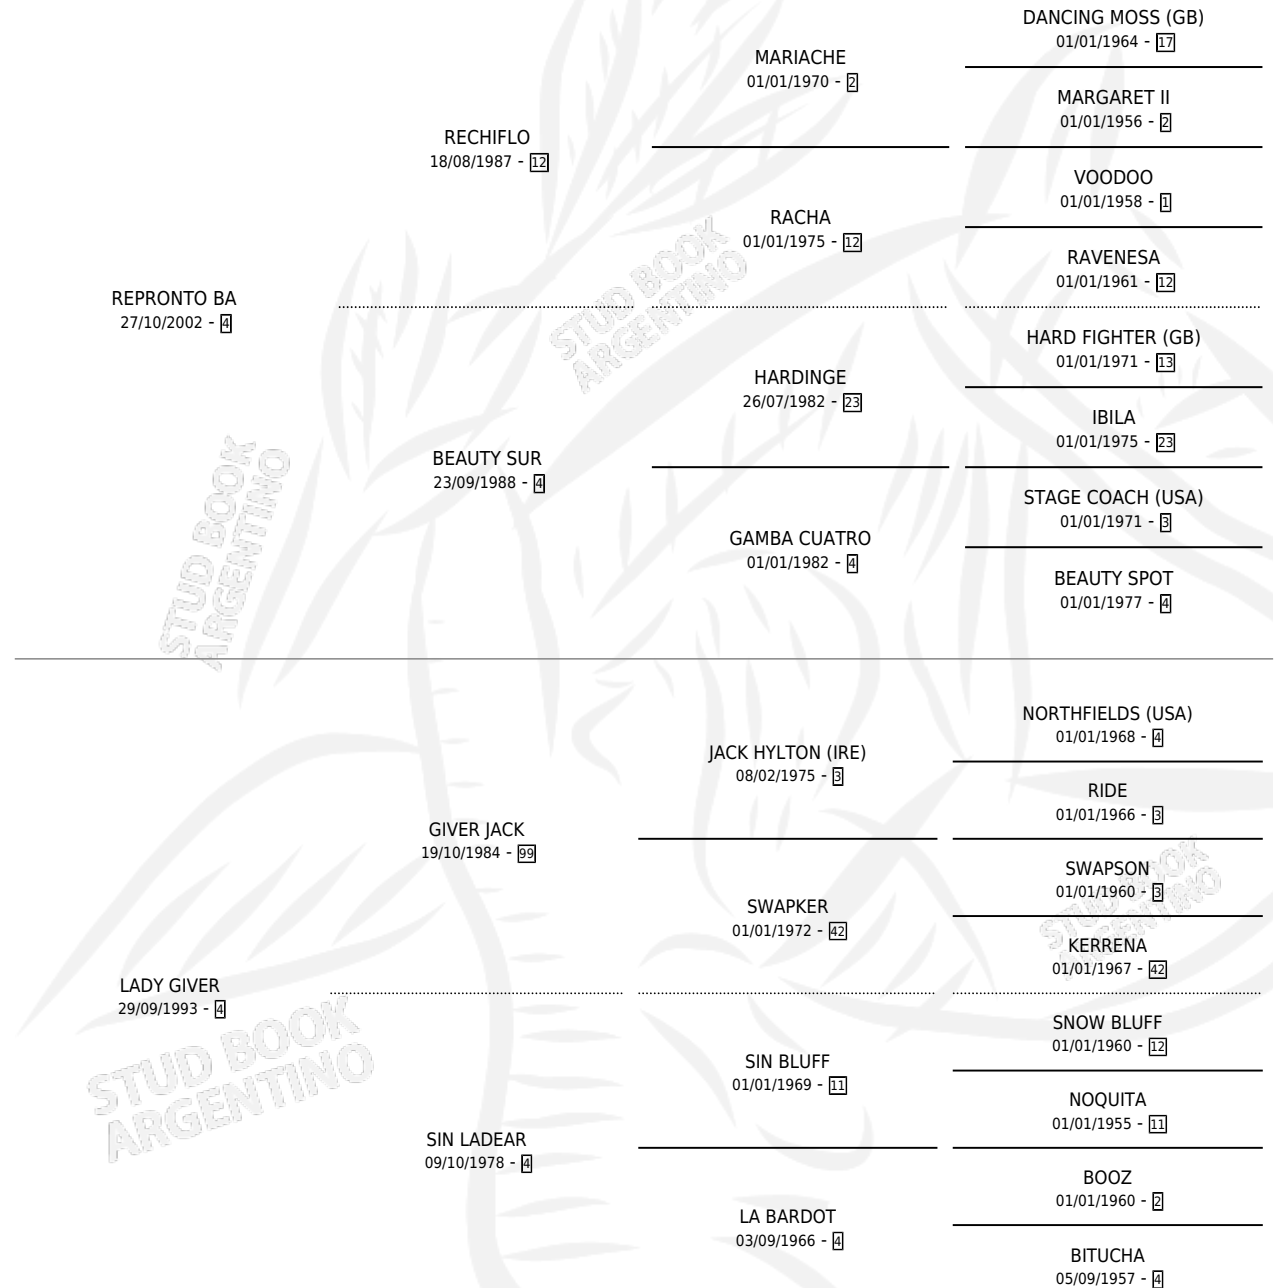 DANCING MOSS (GB)
01/01/1964 - 17
MARIACHE
01/01/1970 - 2
MARGARET II
01/01/1956 - 2
RECHIFLO
18/08/1987 - 12
VOODOO
01/01/1958 - 1
RACHA
01/01/1975 - 12
RAVENESA
01/01/1961 - 12
REPRONTO BA
27/10/2002 - 4
HARD FIGHTER (GB)
01/01/1971 - 13
HARDINGE
26/07/1982 - 23
IBILA
01/01/1975 - 23
BEAUTY SUR
23/09/1988 - 4
STAGE COACH (USA)
01/01/1971 - 3
GAMBA CUATRO
01/01/1982 - 4
BEAUTY SPOT
01/01/1977 - 4
NORTHFIELDS (USA)
01/01/1968 - 4
JACK HYLTON (IRE)
08/02/1975 - 3
RIDE
01/01/1966 - 3
GIVER JACK
19/10/1984 - 99
SWAPSON
01/01/1960 - 3
SWAPKER
01/01/1972 - 42
KERRENA
01/01/1967 - 42
LADY GIVER
29/09/1993 - 4
SNOW BLUFF
01/01/1960 - 12
SIN BLUFF
01/01/1969 - 11
NOQUITA
01/01/1955 - 11
SIN LADEAR
09/10/1978 - 4
BOOZ
01/01/1960 - 2
LA BARDOT
03/09/1966 - 4
BITUCHA
05/09/1957 - 4
STUD BOOK
ARGENTINO
STUD BOOK
ARGENTINO
STUD BOOK
ARGENTINO
STUD BOOK
ARGENTINO